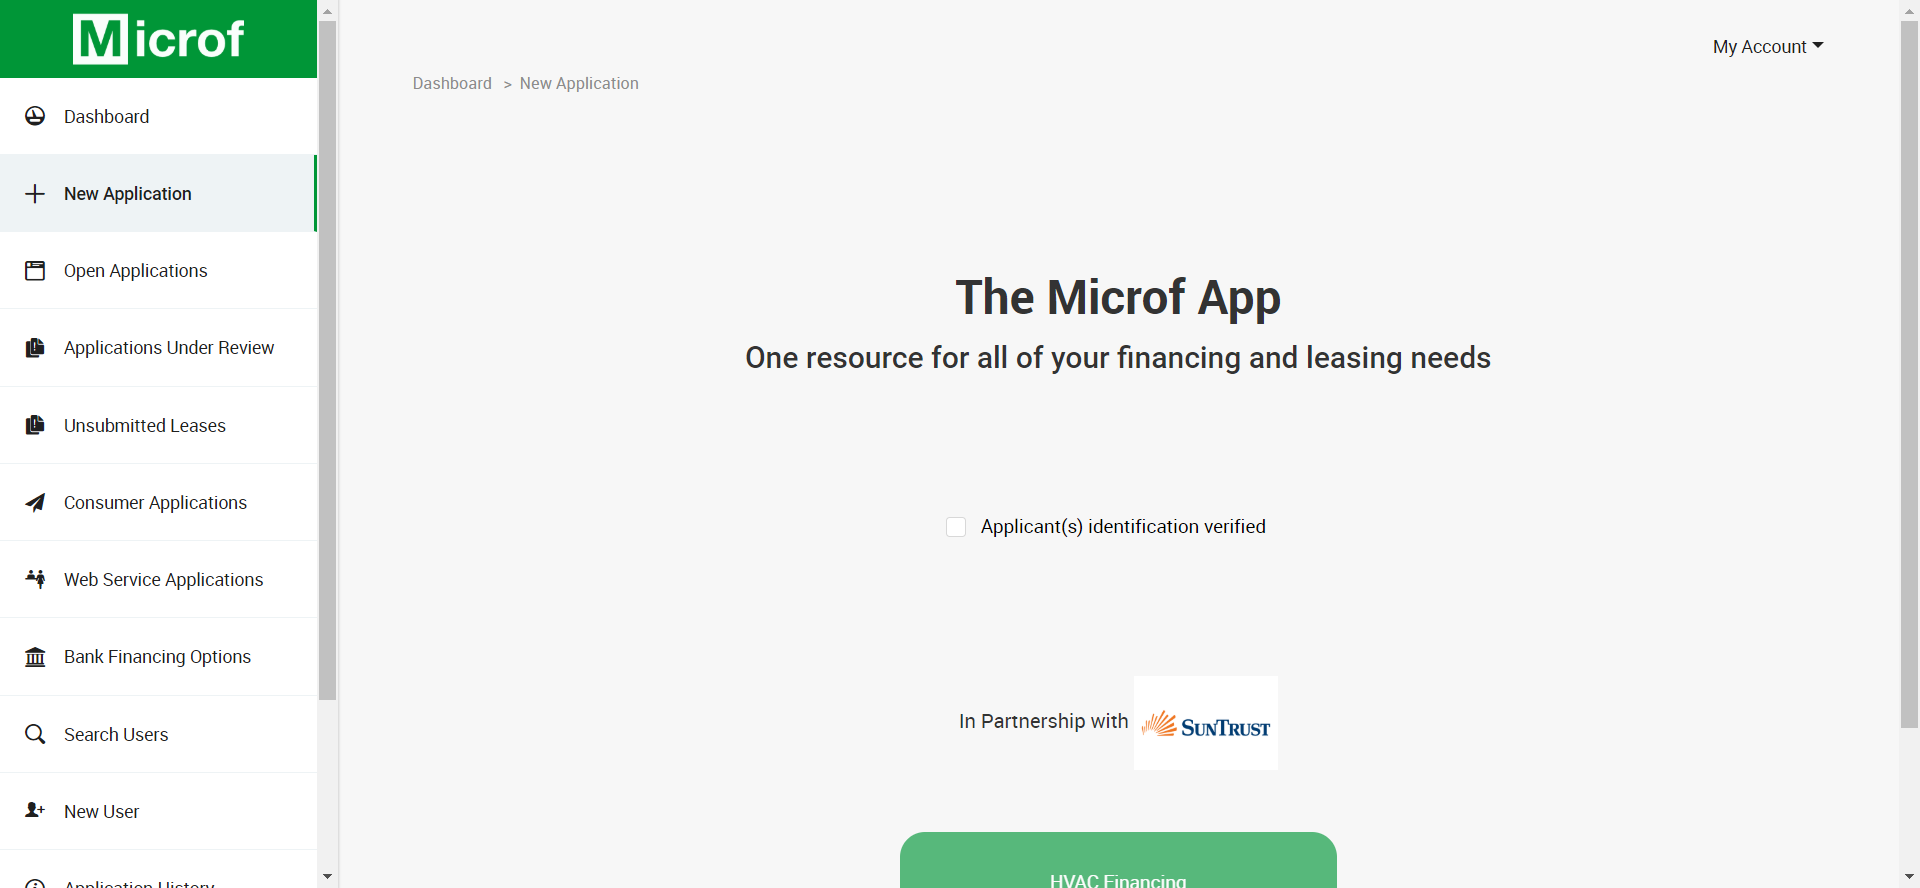 Microf
My Account
Dashboard > New Application
Dashboard
New Application
Open Applications
Applications Under Review
Unsubmitted Leases
Consumer Applications
Web Service Applications
Bank Financing Options
Search Users
New User
Application History
The Microf App
One resource for all of your financing and leasing needs
Applicant(s) identification verified
In Partnership with SUNTRUST
HVAC Financing